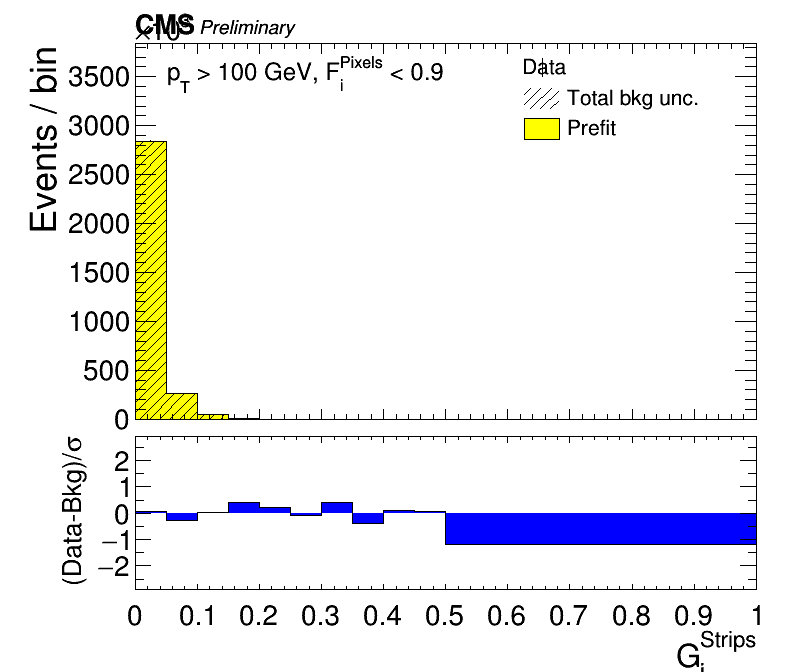 CMS Preliminary
×10
p_T > 100 GeV, F_i^Pixels < 0.9
Data
Total bkg unc.
Prefit
Events / bin
3500
3000
2500
2000
1500
1000
500
0
(Data-Bkg)/σ
2
1
0
−1
−2
0 0.1 0.2 0.3 0.4 0.5 0.6 0.7 0.8 0.9 1
G_i^Strips